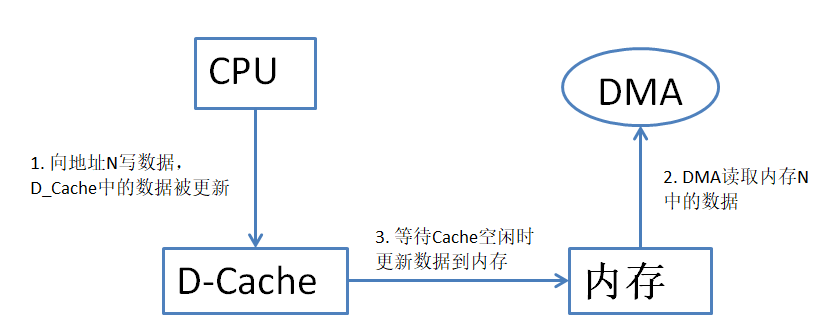 CPU
DMA
1. 向地址N写数据，
D_Cache中的数据被更新
2. DMA读取内存N
中的数据
3. 等待Cache空闲时
更新数据到内存
D-Cache
内存